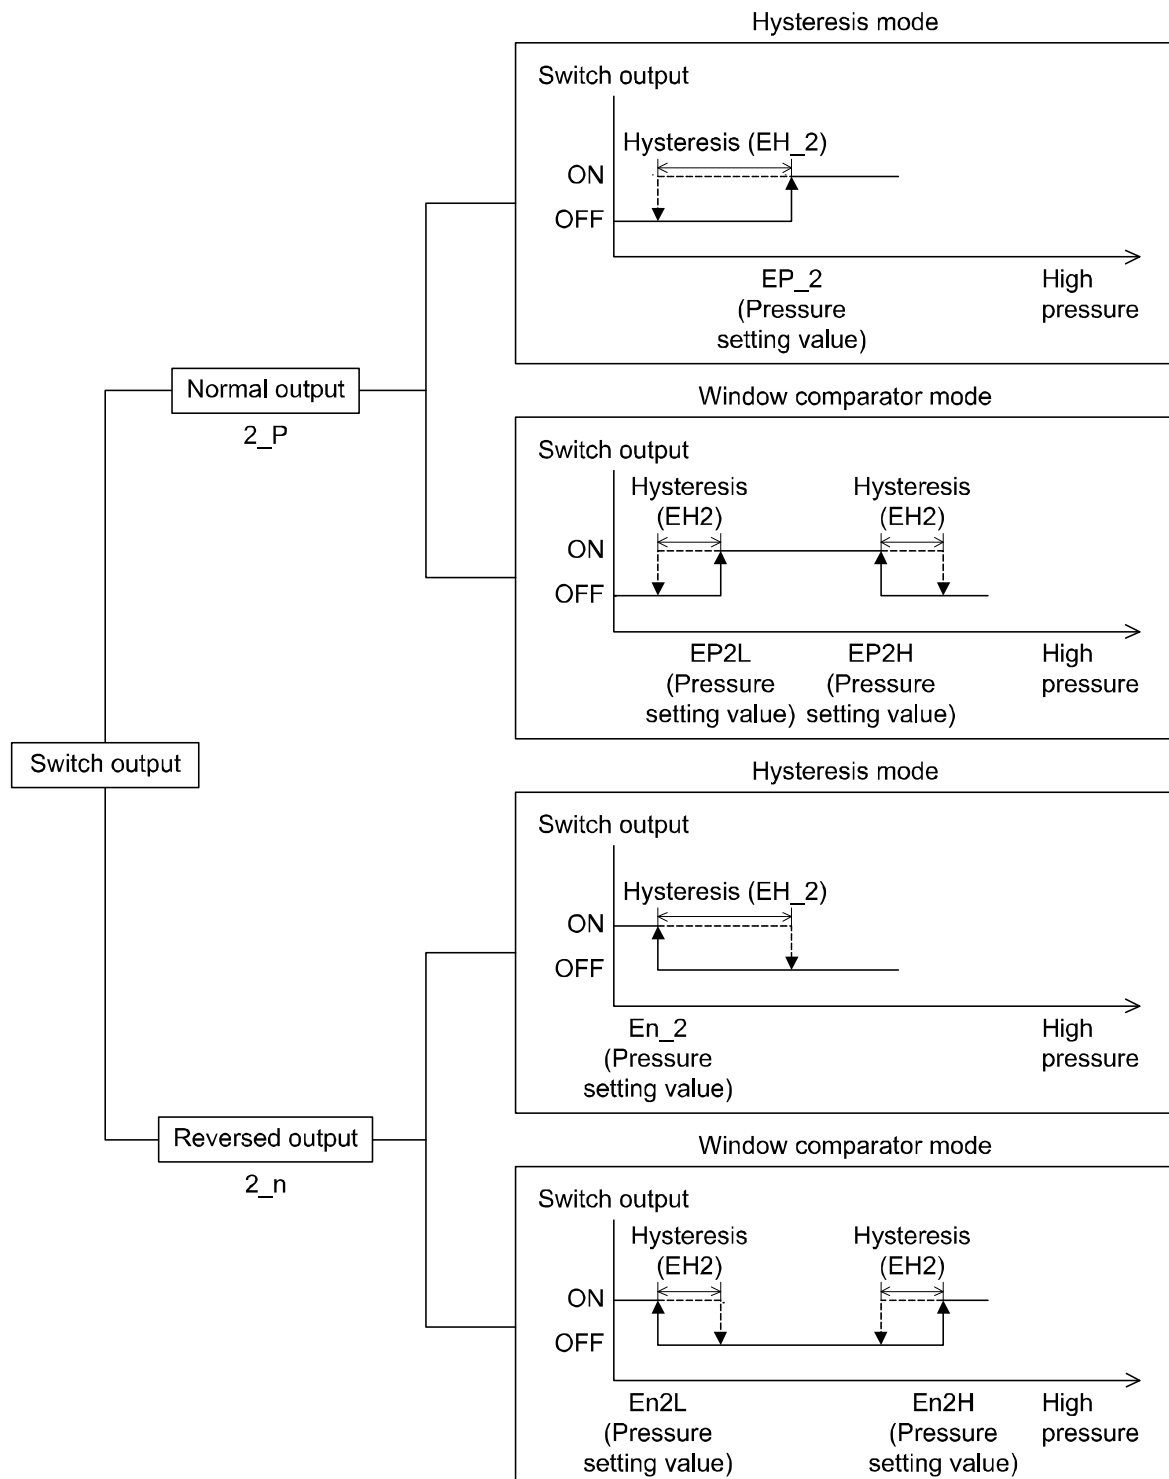 Hysteresis mode
Switch output
Hysteresis (EH_2)
ON
OFF
EP_2
(Pressure
setting value)
High
pressure
Normal output
2_P
Window comparator mode
Switch output
Hysteresis
(EH2)
Hysteresis
(EH2)
ON
OFF
EP2L
(Pressure
setting value)
EP2H
(Pressure
setting value)
High
pressure
Switch output
Hysteresis mode
Switch output
Hysteresis (EH_2)
ON
OFF
En_2
(Pressure
setting value)
High
pressure
Reversed output
2_n
Window comparator mode
Switch output
Hysteresis
(EH2)
Hysteresis
(EH2)
ON
OFF
En2L
(Pressure
setting value)
En2H
(Pressure
setting value)
High
pressure